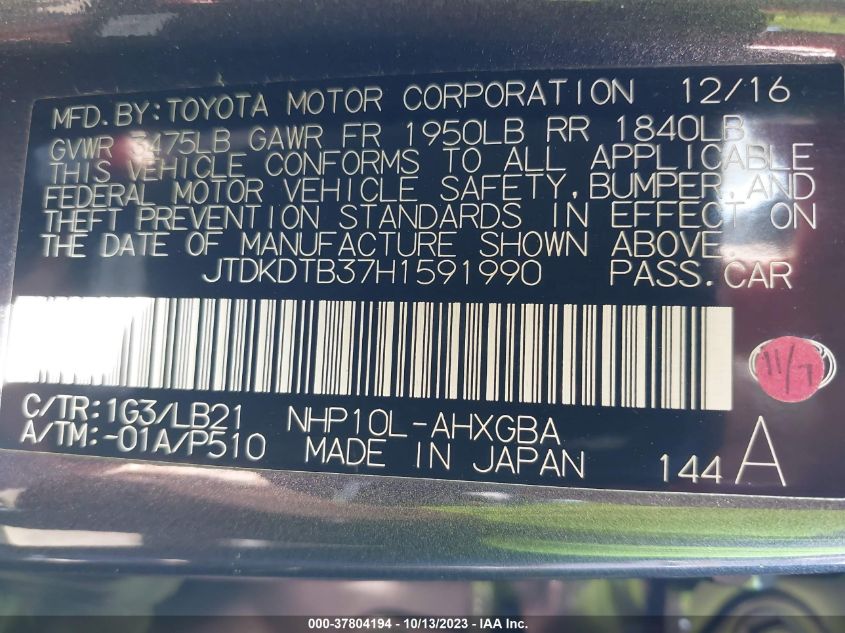 MFD. BY: TOYOTA MOTOR CORPORATION 12/16
GVWR 3475LB GAWR FR 1950LB RR 1840LB
THIS VEHICLE CONFORMS TO ALL APPLICABLE
FEDERAL MOTOR VEHICLE SAFETY, BUMPER, AND
THEFT PREVENTION STANDARDS IN EFFECT ON
THE DATE OF MANUFACTURE SHOWN ABOVE.
JTDKDTB37H1591990 PASS. CAR
11/7
C/TR: 1G3/LB21 NHP10L-AHXGBA
A/TM: -01A/P510 MADE IN JAPAN 144 A
000-37804194 - 10/13/2023 - IAA Inc.